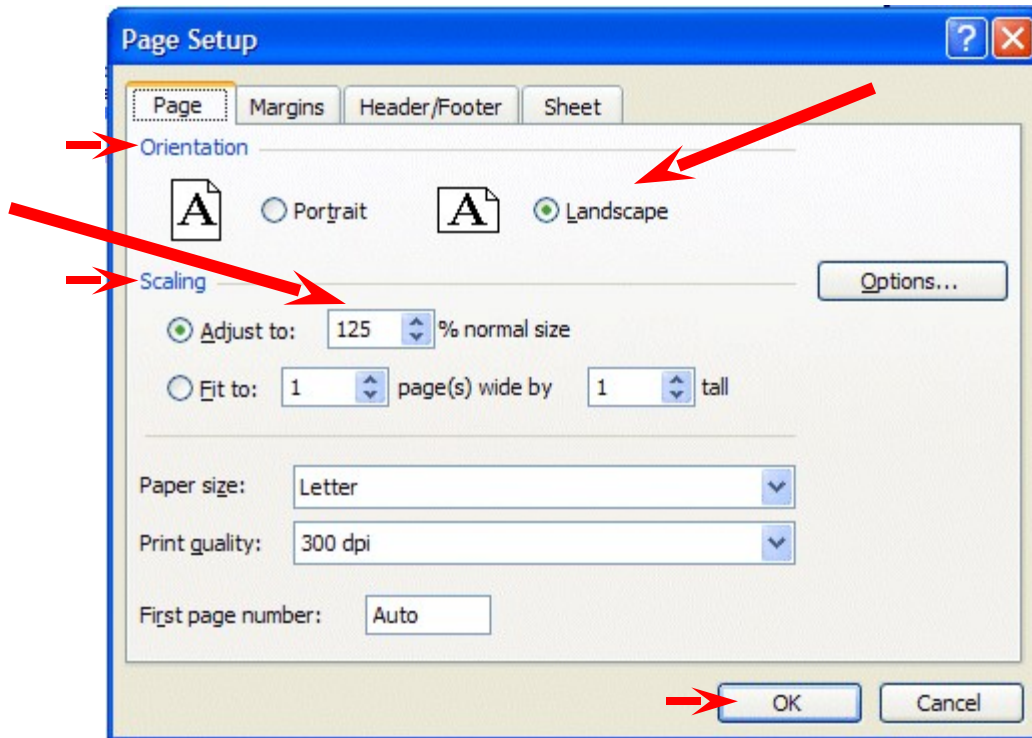 Page Setup
?
Page Margins Header/Footer Sheet
Orientation
A Portrait A Landscape
Scaling
Options...
Adjust to: 125 % normal size
Fit to: 1 page(s) wide by 1 tall
Paper size: Letter
Print quality: 300 dpi
First page number: Auto
OK Cancel